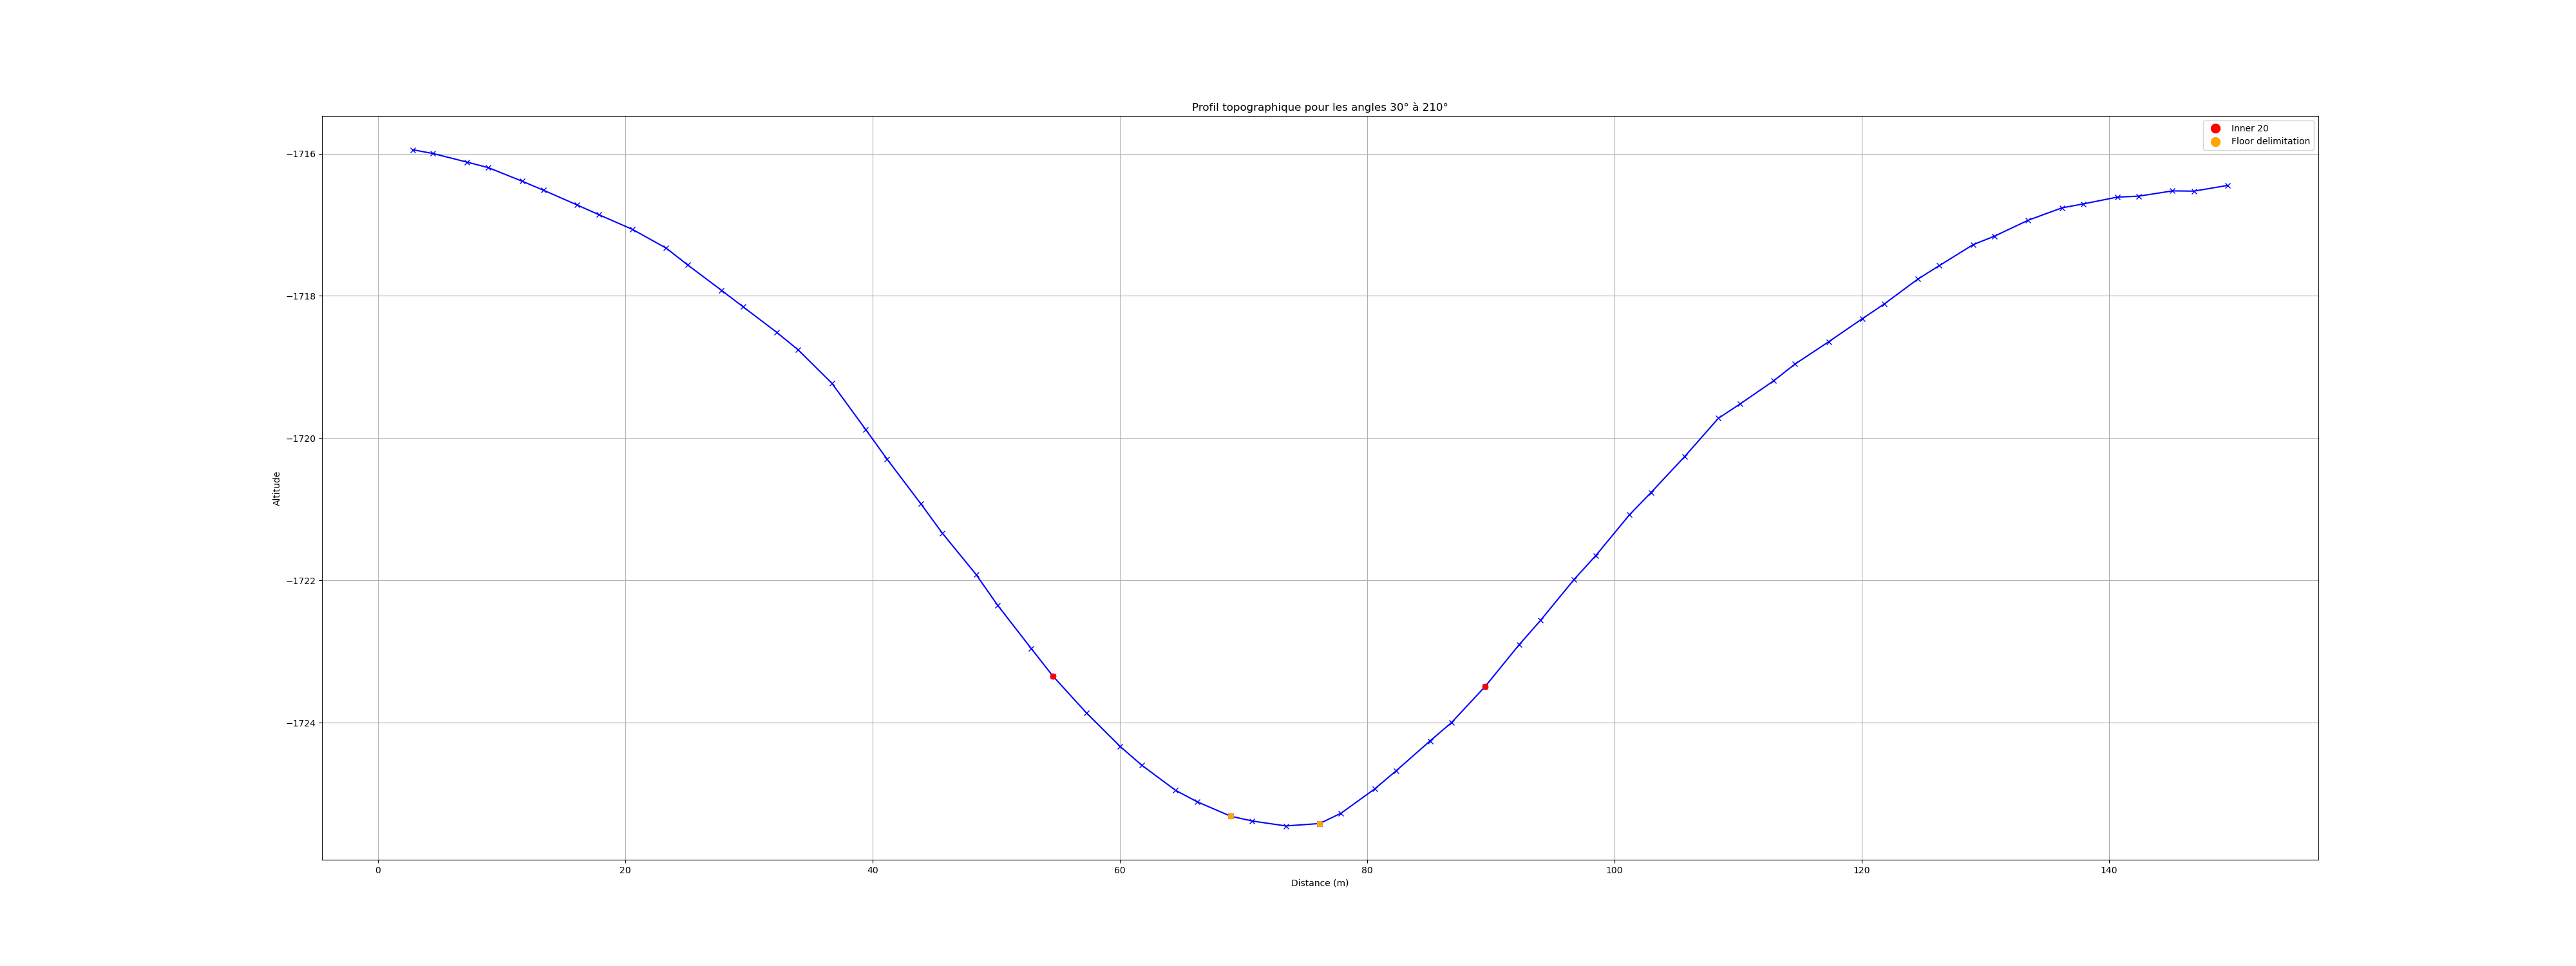 Profil topographique pour les angles 30° à 210°
Inner 20
Floor delimitation
−1716
−1718
−1720
−1722
−1724
Altitude
0 20 40 60 80 100 120 140
Distance (m)